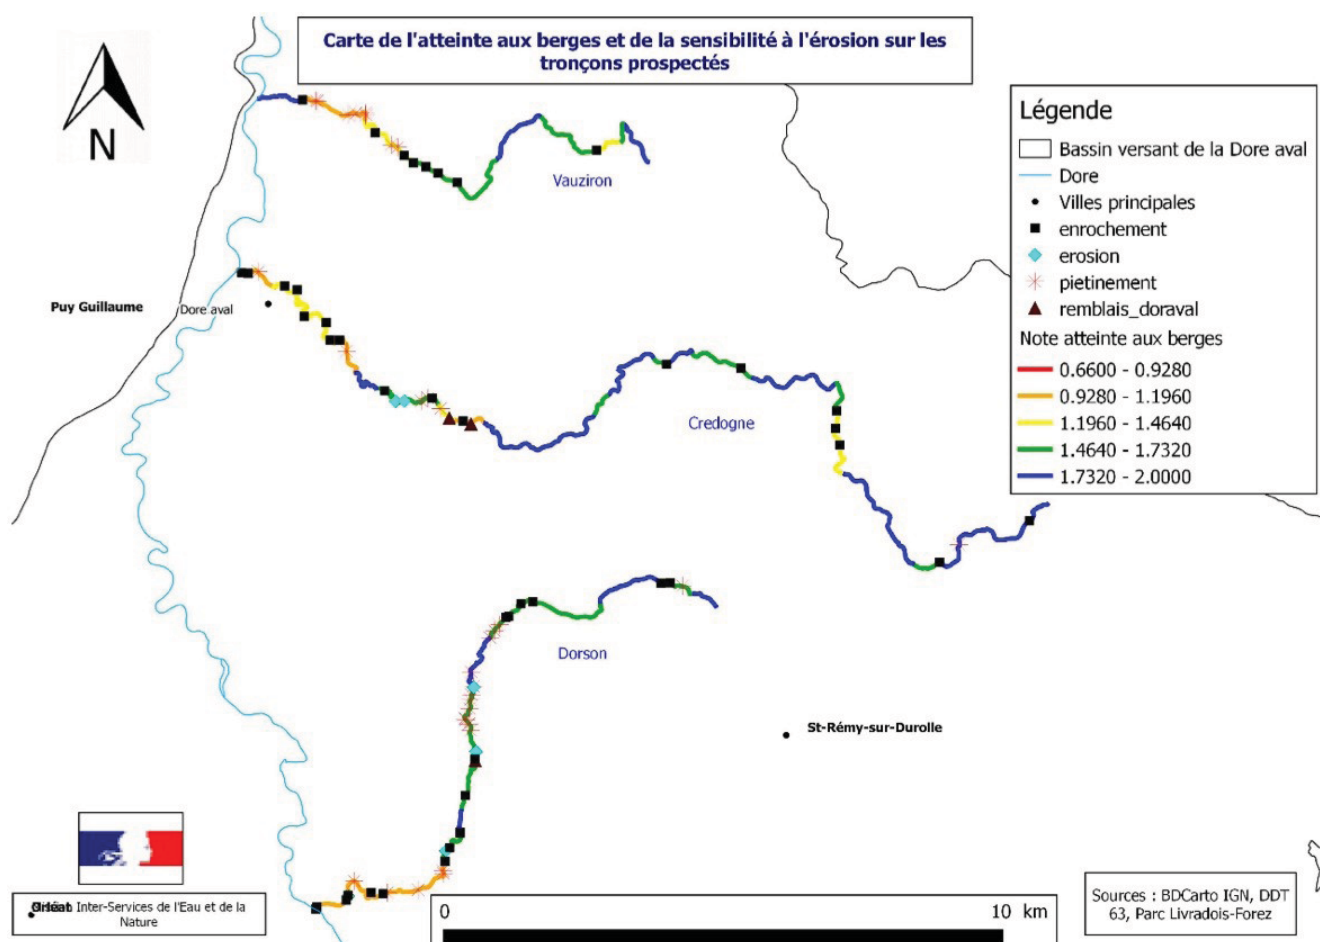 Carte de l'atteinte aux berges et de la sensibilité à l'érosion sur les
tronçons prospectés
N
Légende
Bassin versant de la Dore aval
Dore
Villes principales
enrochement
erosion
pietinement
remblais_doraval
Note atteinte aux berges
0.6600 - 0.9280
0.9280 - 1.1960
1.1960 - 1.4640
1.4640 - 1.7320
1.7320 - 2.0000
Vauziron
Puy Guillaume
Dore aval
Credogne
Dorson
St-Rémy-sur-Durolle
Inter-Services de l'Eau et de la
Nature
0
10 km
Sources : BDCarto IGN, DDT
63, Parc Livradois-Forez